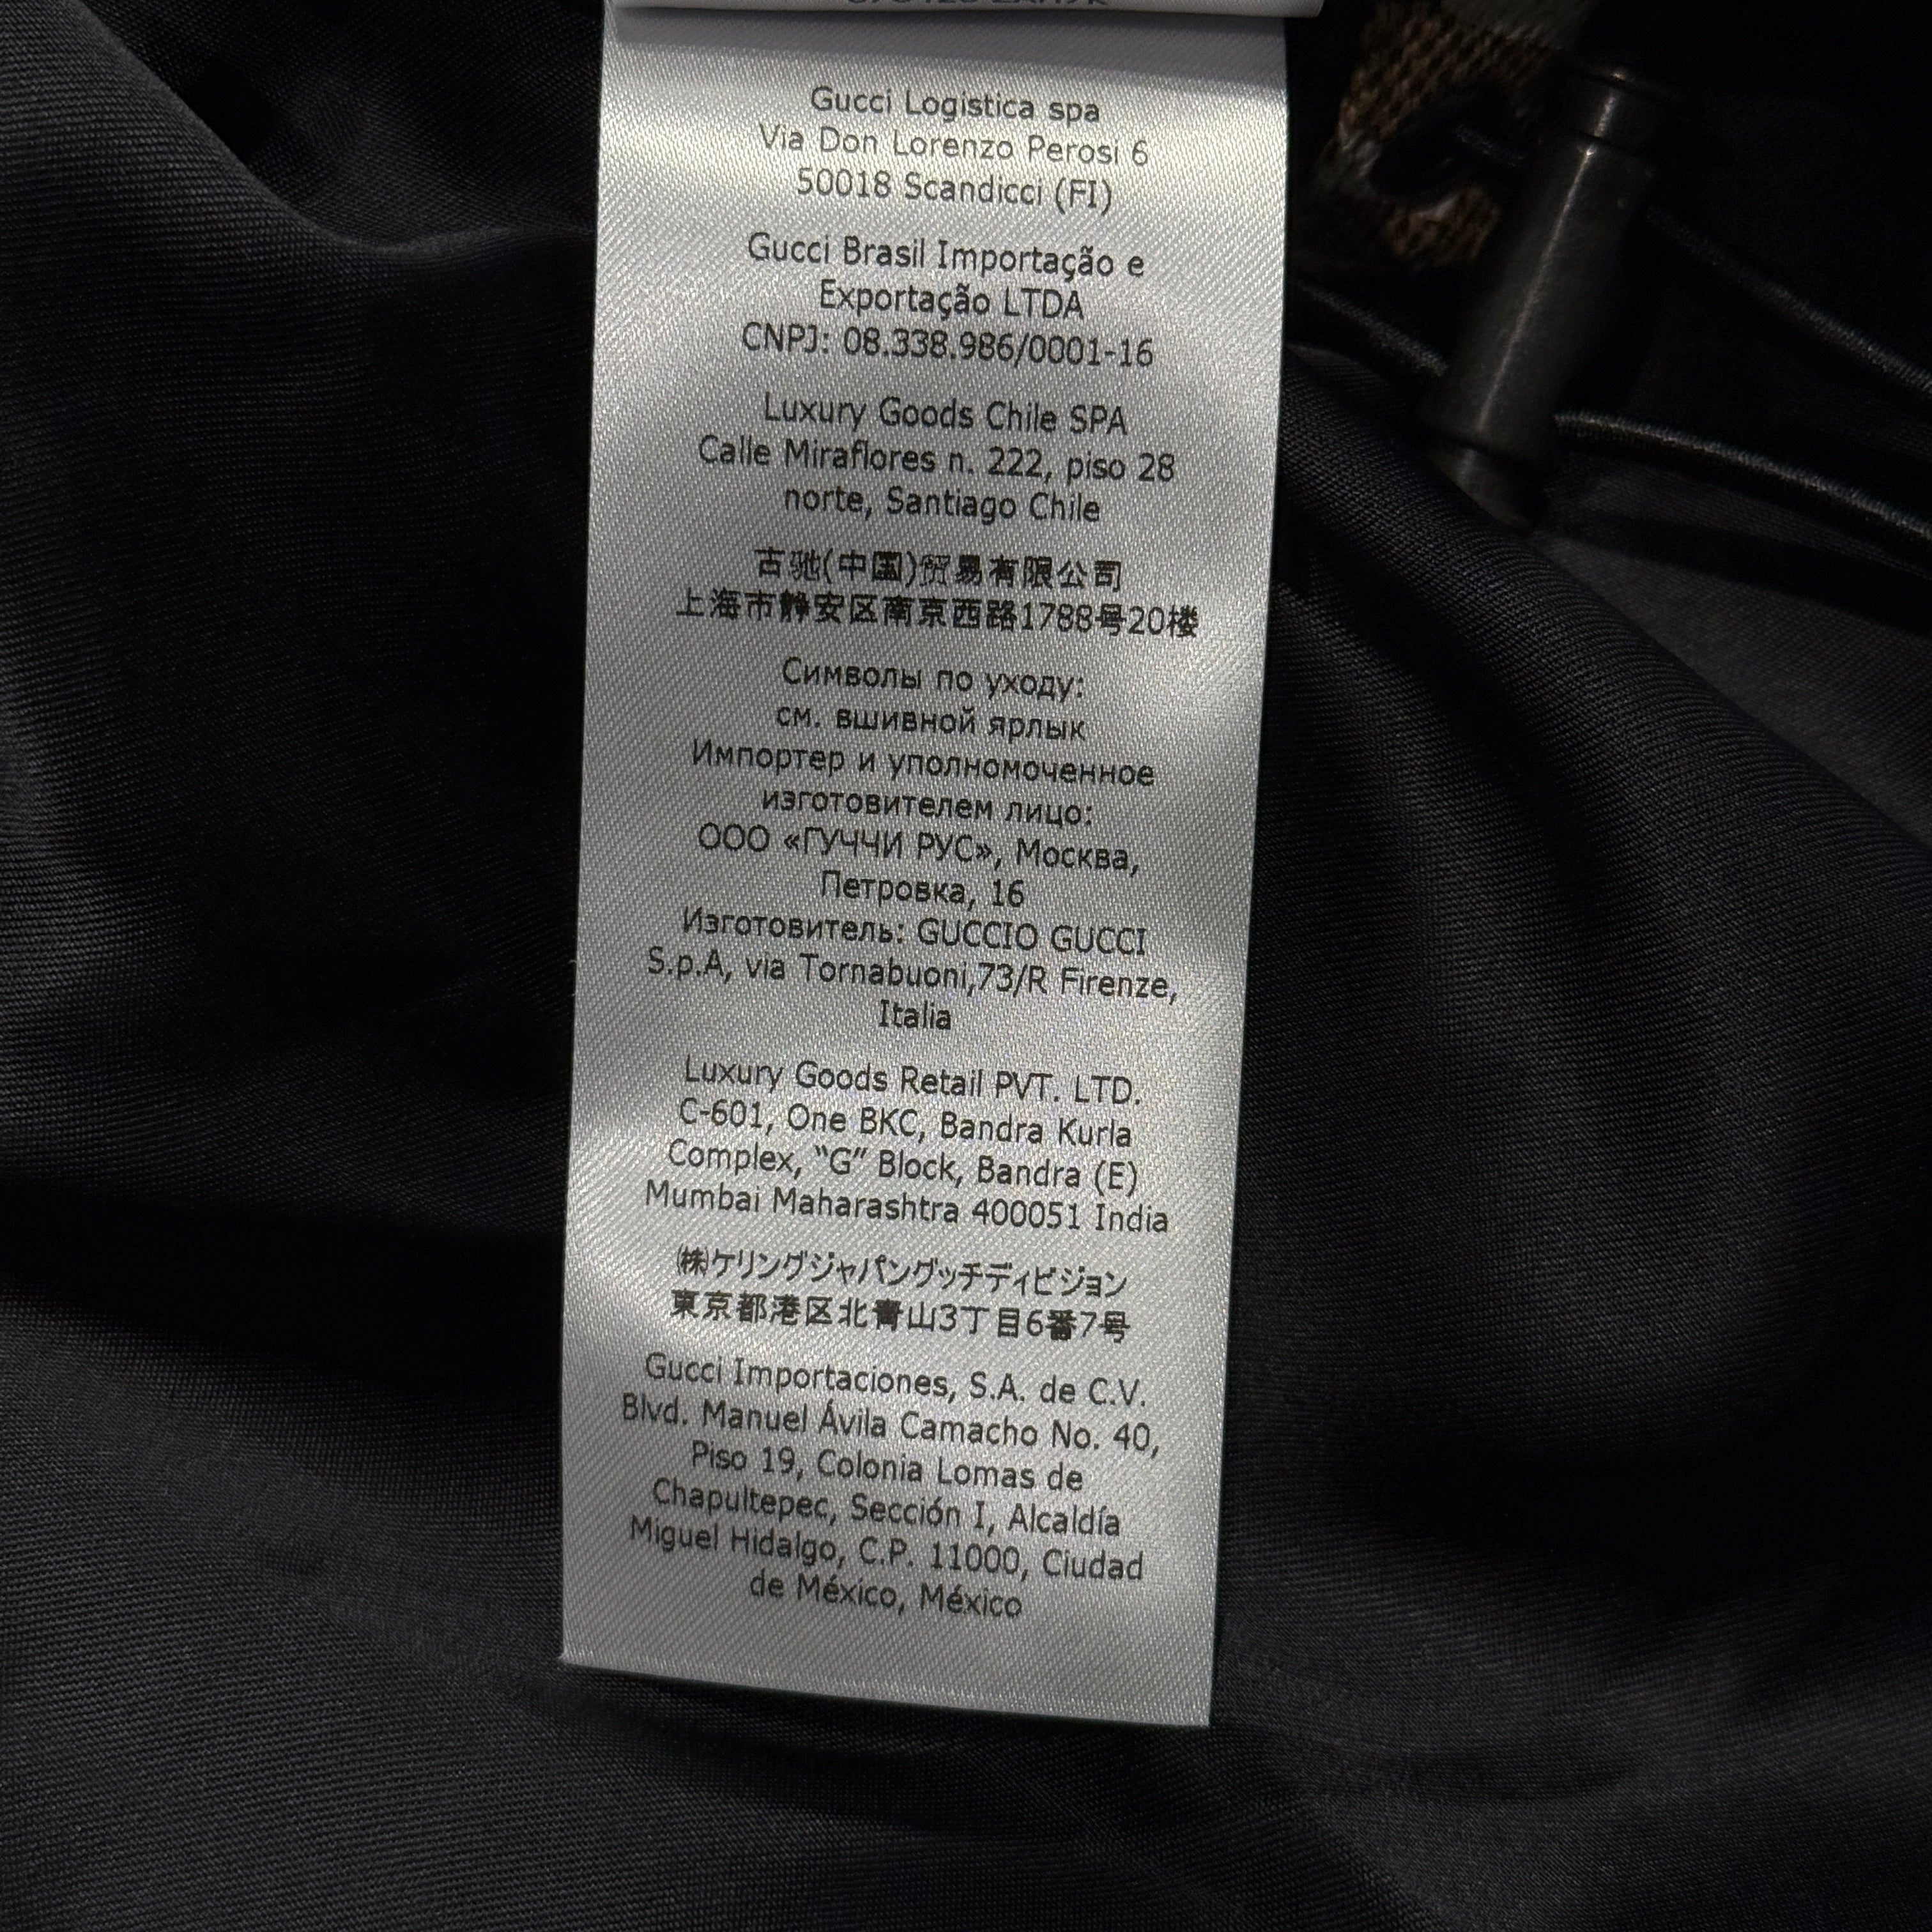 Gucci Logistica spa
Via Don Lorenzo Perosi 6
50018 Scandicci (FI)
Gucci Brasil Importação e
Exportação LTDA
CNPJ: 08.338.986/0001-16
Luxury Goods Chile SPA
Calle Miraflores n. 222, piso 28
norte, Santiago Chile
古驰(中国)贸易有限公司
上海市静安区南京西路1788号20楼
Символы по уходу:
см. вшивной ярлык
Импортер и уполномоченное
изготовителем лицо:
ООО «ГУЧЧИ РУС», Москва,
Петровка, 16
Изготовитель: GUCCIO GUCCI
S.p.A, via Tornabuoni,73/R Firenze,
Italia
Luxury Goods Retail PVT. LTD.
C-601, One BKC, Bandra Kurla
Complex, “G” Block, Bandra (E)
Mumbai Maharashtra 400051 India
㈱ケリングジャパングッチディビジョン
東京都港区北青山3丁目6番7号
Gucci Importaciones, S.A. de C.V.
Blvd. Manuel Ávila Camacho No. 40,
Piso 19, Colonia Lomas de
Chapultepec, Sección I, Alcaldía
Miguel Hidalgo, C.P. 11000, Ciudad
de México, México